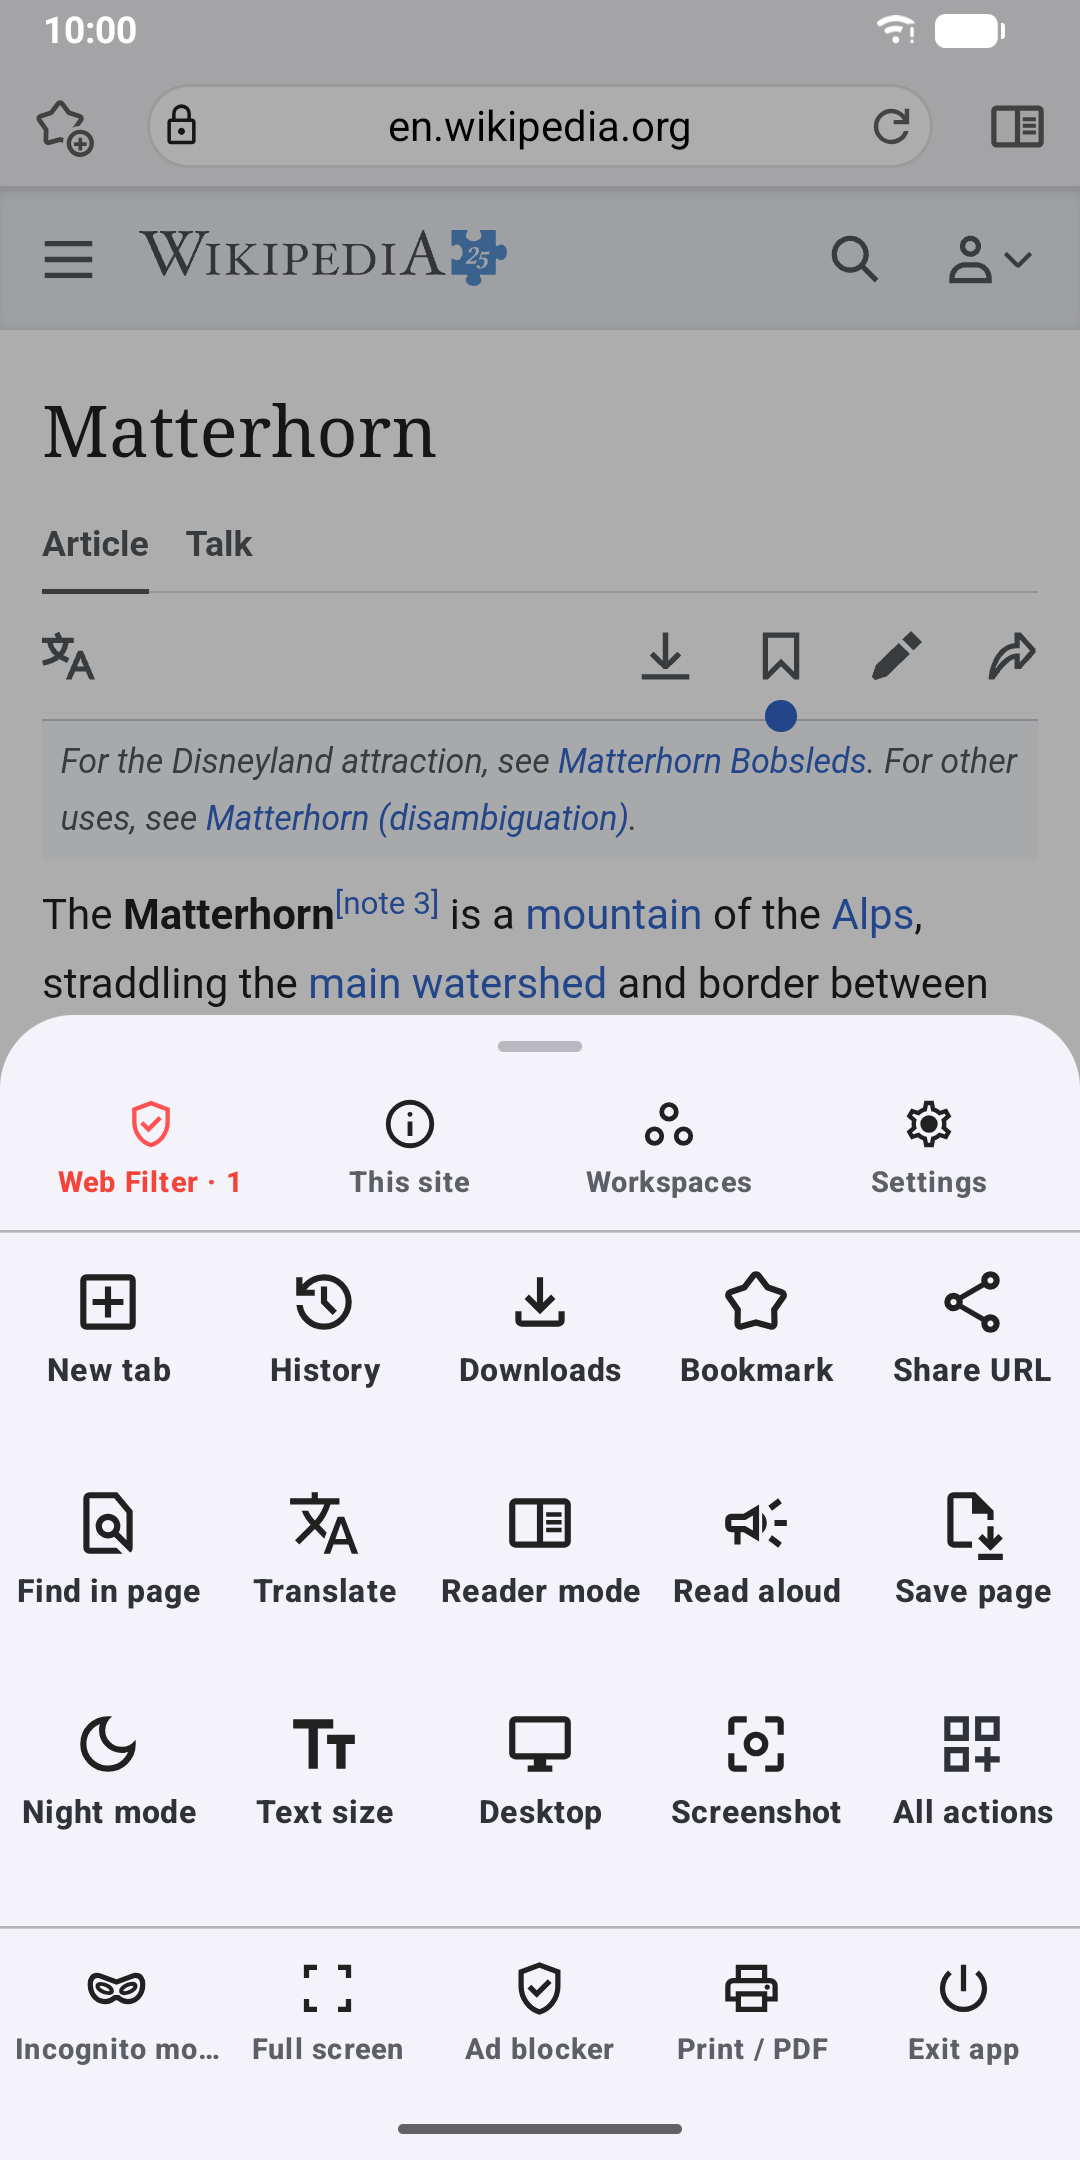 10:00
en.wikipedia.org
WIKIPEDIA 25
Matterhorn
Article Talk
For the Disneyland attraction, see Matterhorn Bobsleds. For other
uses, see Matterhorn (disambiguation).
The Matterhorn[note 3] is a mountain of the Alps,
straddling the main watershed and border between
Web Filter · 1 This site Workspaces Settings
New tab History Downloads Bookmark Share URL
Find in page Translate Reader mode Read aloud Save page
Night mode Text size Desktop Screenshot All actions
Incognito mo… Full screen Ad blocker Print / PDF Exit app